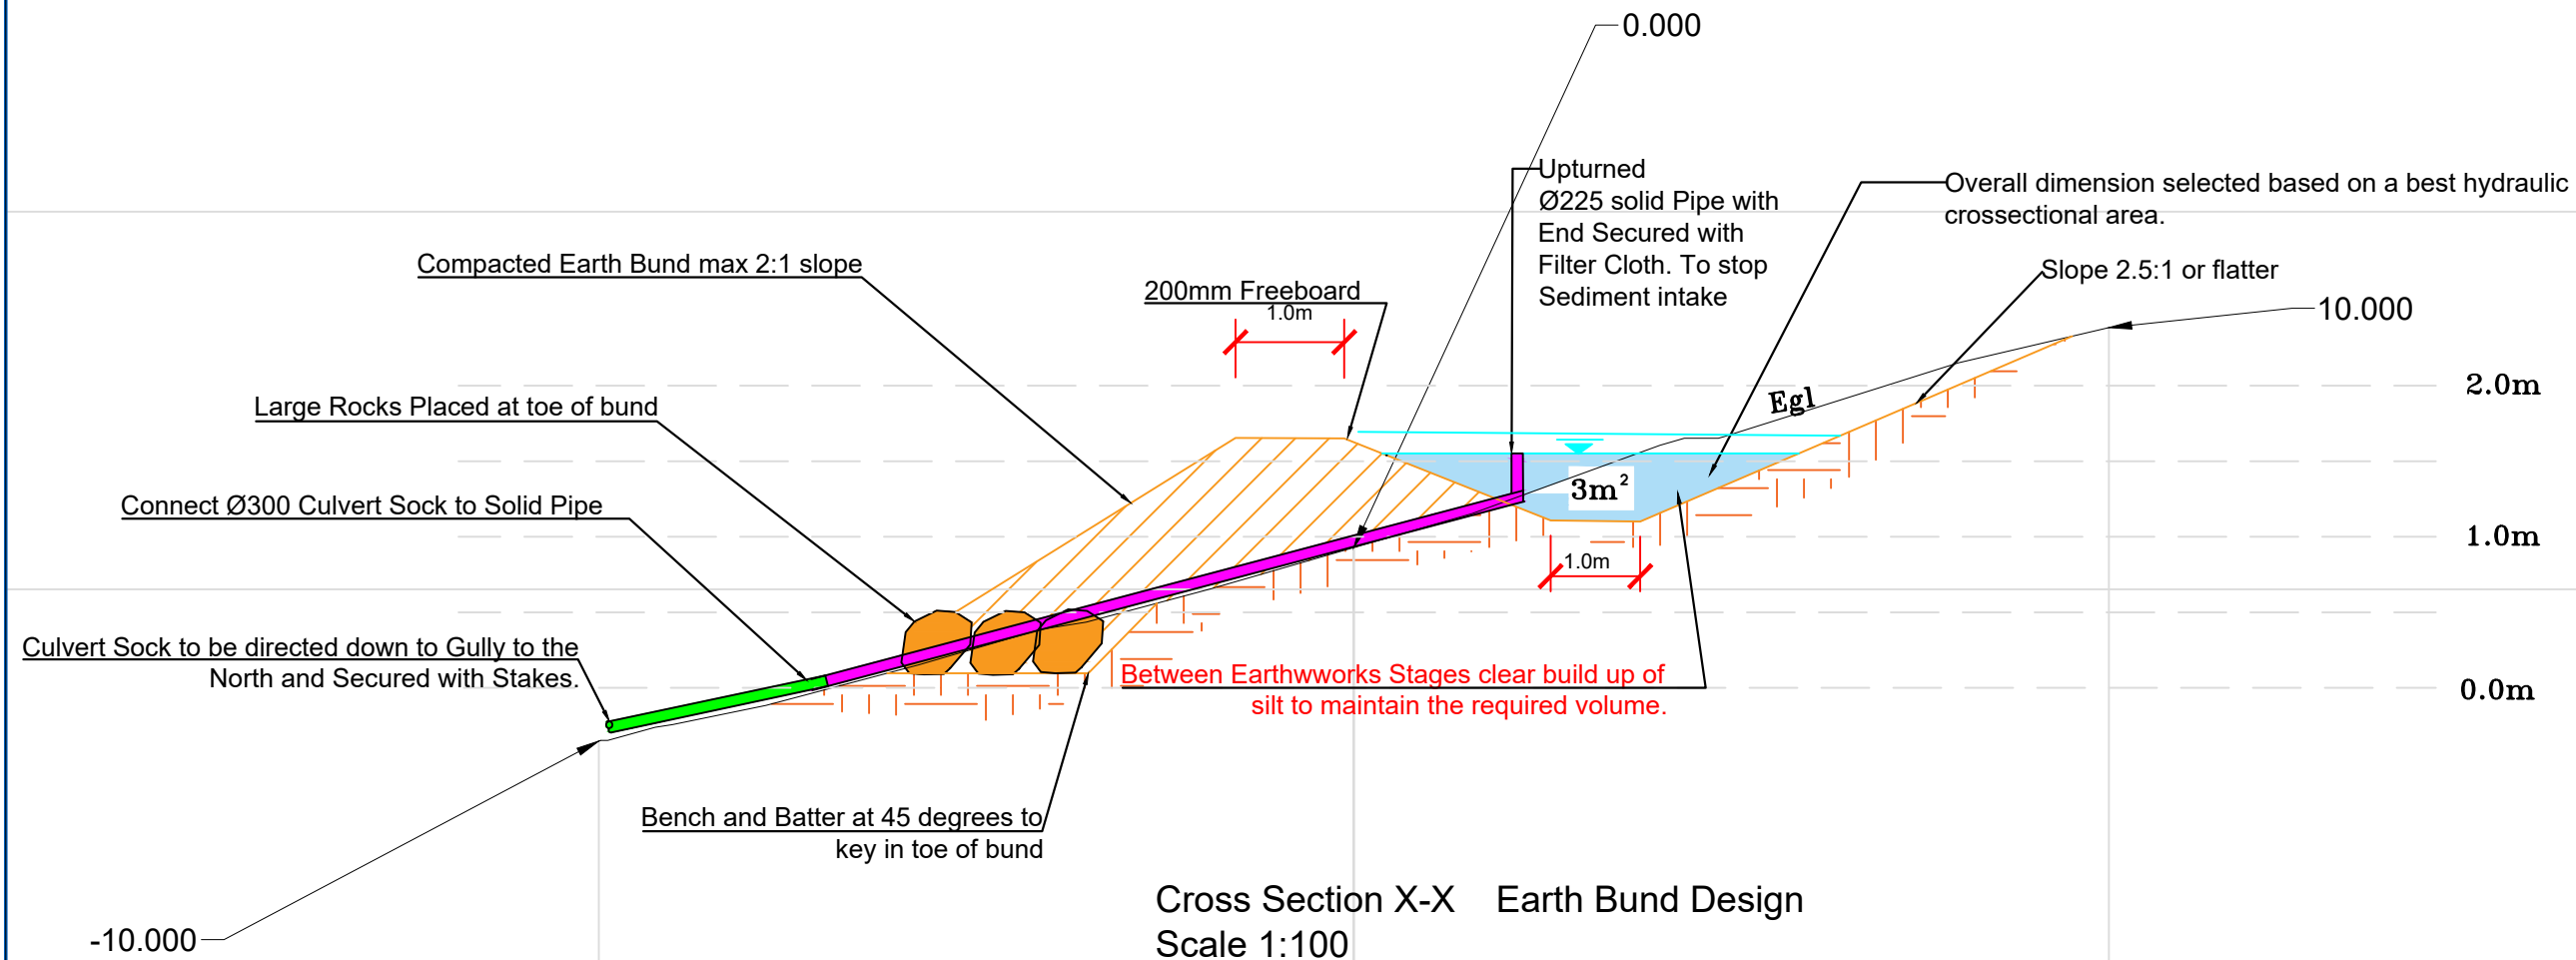 0.000
Upturned
Ø225 solid Pipe with
End Secured with
Filter Cloth. To stop
Sediment intake
Overall dimension selected based on a best hydraulic
crossectional area.
Compacted Earth Bund max 2:1 slope
200mm Freeboard
1.0m
Slope 2.5:1 or flatter
10.000
Large Rocks Placed at toe of bund
Egl
2.0m
Connect Ø300 Culvert Sock to Solid Pipe
3m²
1.0m
1.0m
Culvert Sock to be directed down to Gully to the
North and Secured with Stakes.
Between Earthwworks Stages clear build up of
silt to maintain the required volume.
0.0m
Bench and Batter at 45 degrees to
key in toe of bund
-10.000
Cross Section X-X Earth Bund Design
Scale 1:100